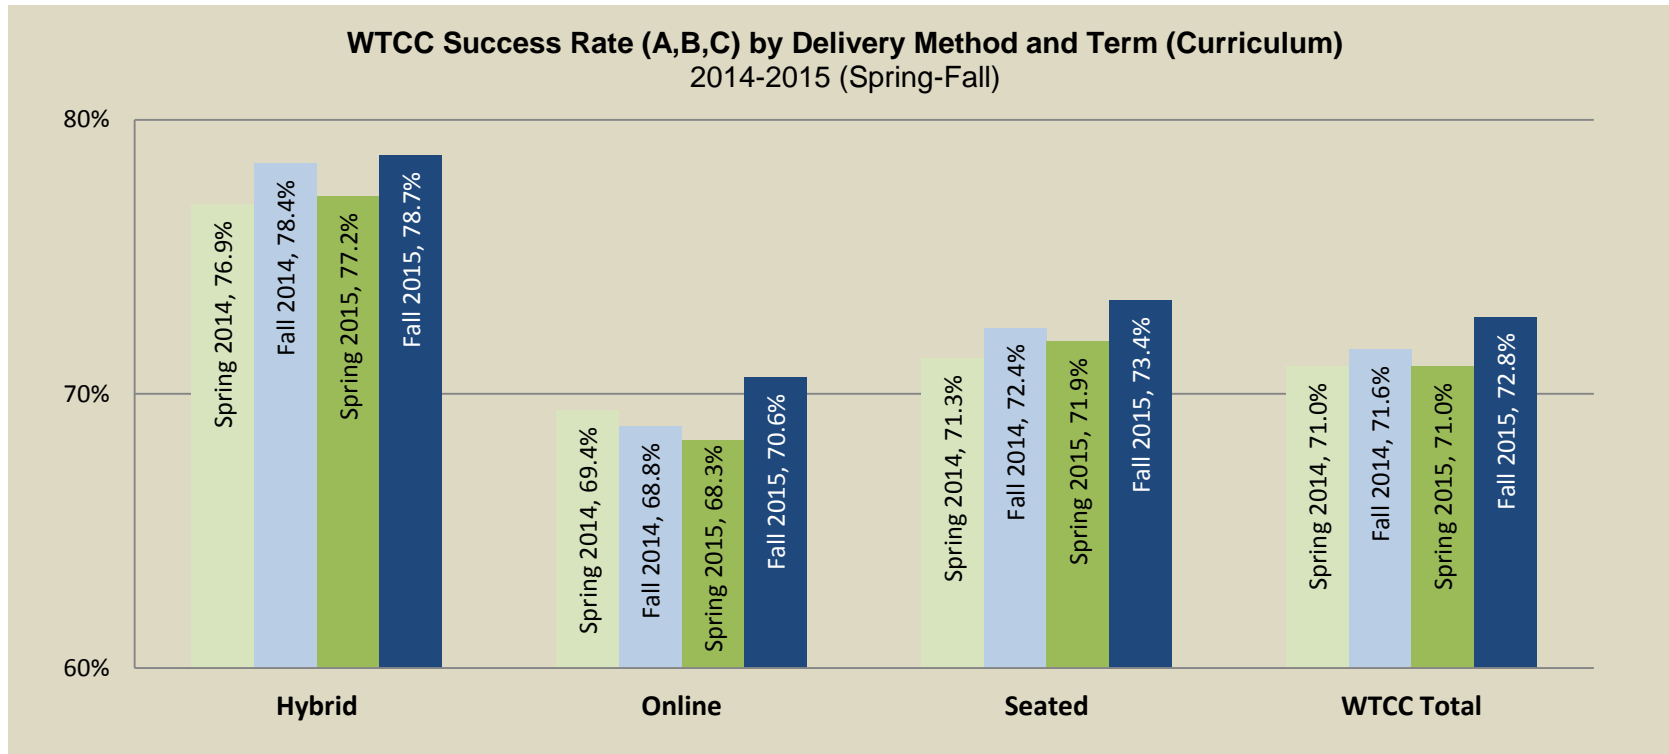 WTCC Success Rate (A,B,C) by Delivery Method and Term (Curriculum)
2014-2015 (Spring-Fall)
80%
70%
60%
Spring 2014, 76.9%
Fall 2014, 78.4%
Spring 2015, 77.2%
Fall 2015, 78.7%
Spring 2014, 69.4%
Fall 2014, 68.8%
Spring 2015, 68.3%
Fall 2015, 70.6%
Spring 2014, 71.3%
Fall 2014, 72.4%
Spring 2015, 71.9%
Fall 2015, 73.4%
Spring 2014, 71.0%
Fall 2014, 71.6%
Spring 2015, 71.0%
Fall 2015, 72.8%
Hybrid
Online
Seated
WTCC Total